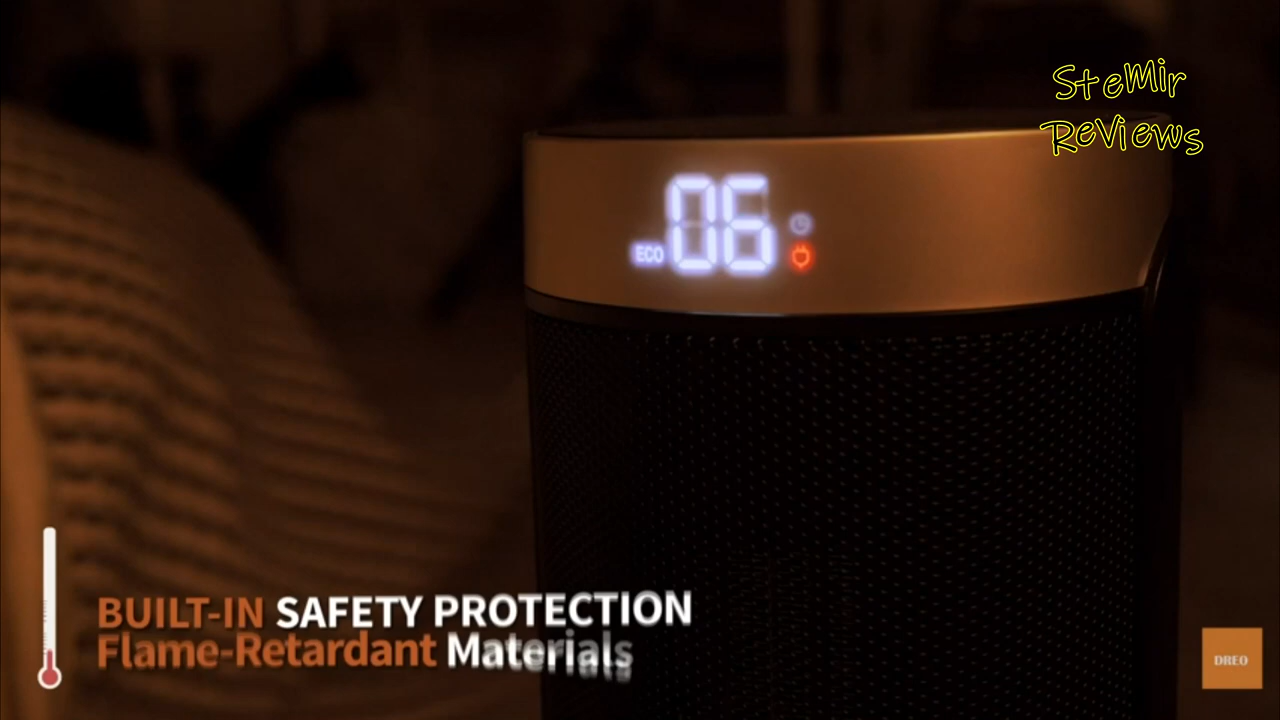 SteMir
Reviews
06
ECO
BUILT-IN SAFETY PROTECTION
Flame-Retardant Materials
DREO